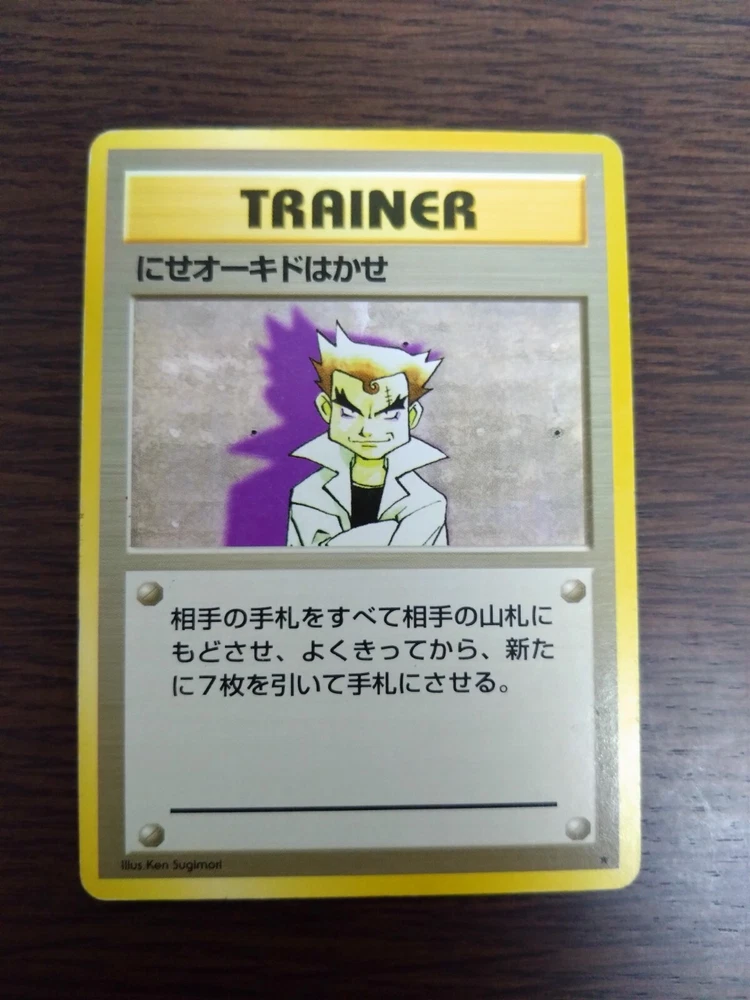 TRAINER
にせオーキドはかせ
相手の手札をすべて相手の山札に
もどさせ、よくきってから、新た
に７枚を引いて手札にさせる。
Illus. Ken Sugimori
★